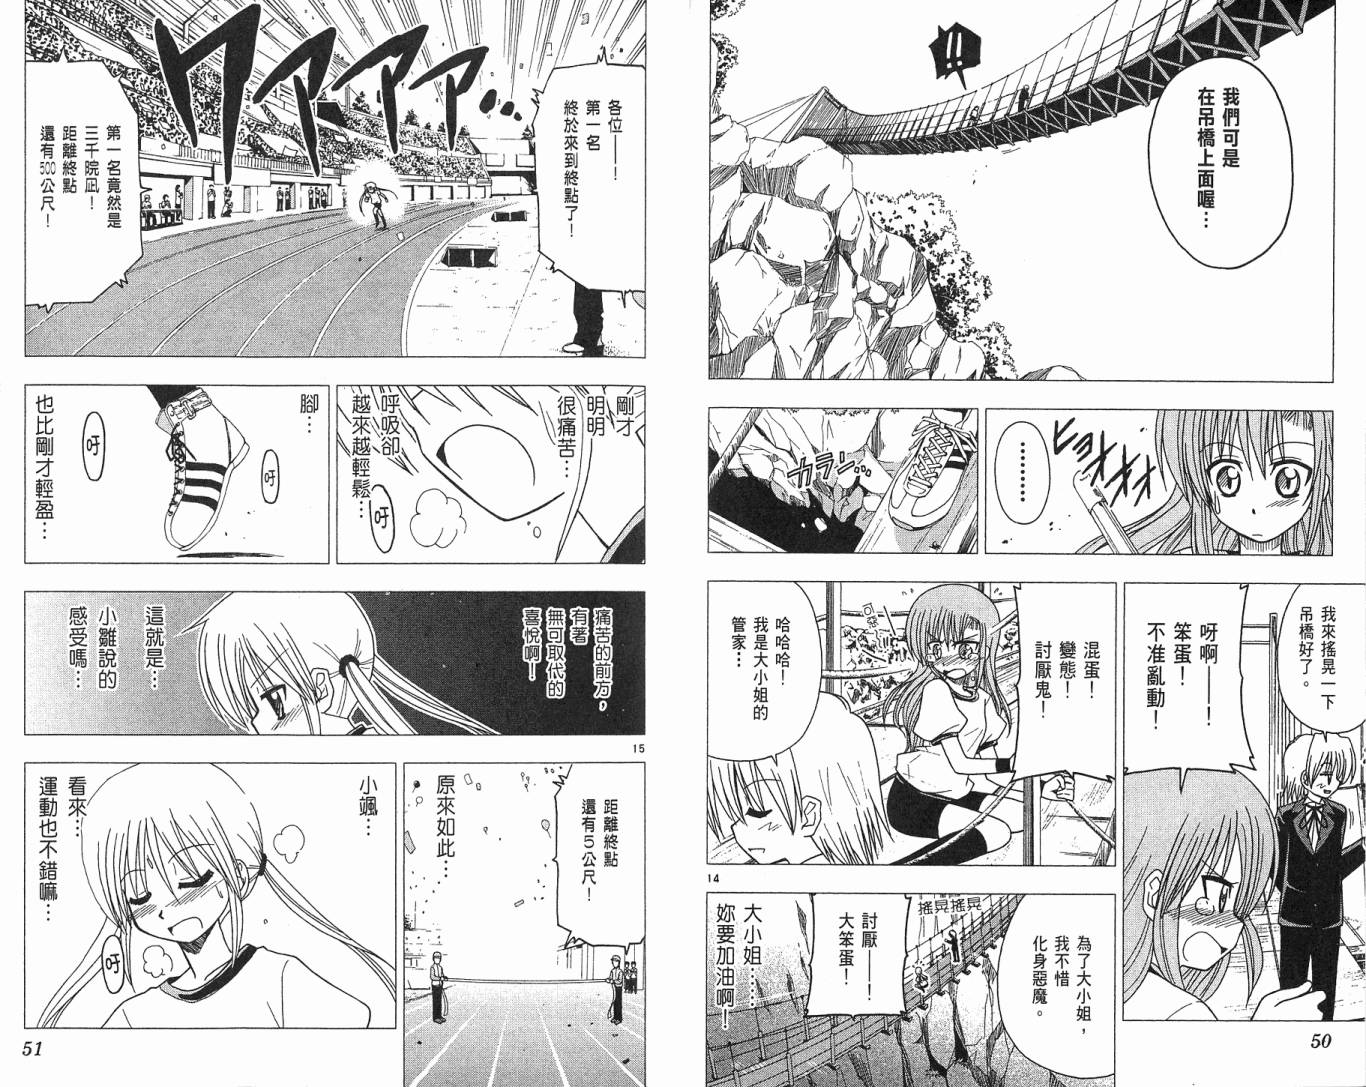 !!
我們可是
在吊橋上面喔…
ヒョオオオオ
………
カラン…
我來搖晃一下
吊橋好了。
呀啊——!
笨蛋!
不准亂動!
混蛋!
變態!
討厭鬼!
可惡
哈哈哈!
我是大小姐的
管家…
14
為了大小姐,
我不惜
化身惡魔。
搖晃搖晃
討厭——!
大笨蛋!
大小姐……
妳要加油啊!
50
各位——!
第一名
終於來到終點了!
ワアアア…
第一名竟然是
三千院凪!
距離終點
還有500公尺!
剛才
明明
很痛苦…
呼吸卻
越來越輕鬆…
呀
腳…
呀
呀
也比剛才輕盈…
痛苦的前方,
有著
無可取代的
喜悅啊!
這就是…
小雛說的
感受嗎…
15
距離終點
還有5公尺!
原來如此…
小颯…
看來…
運動也不錯嘛…
呀
51